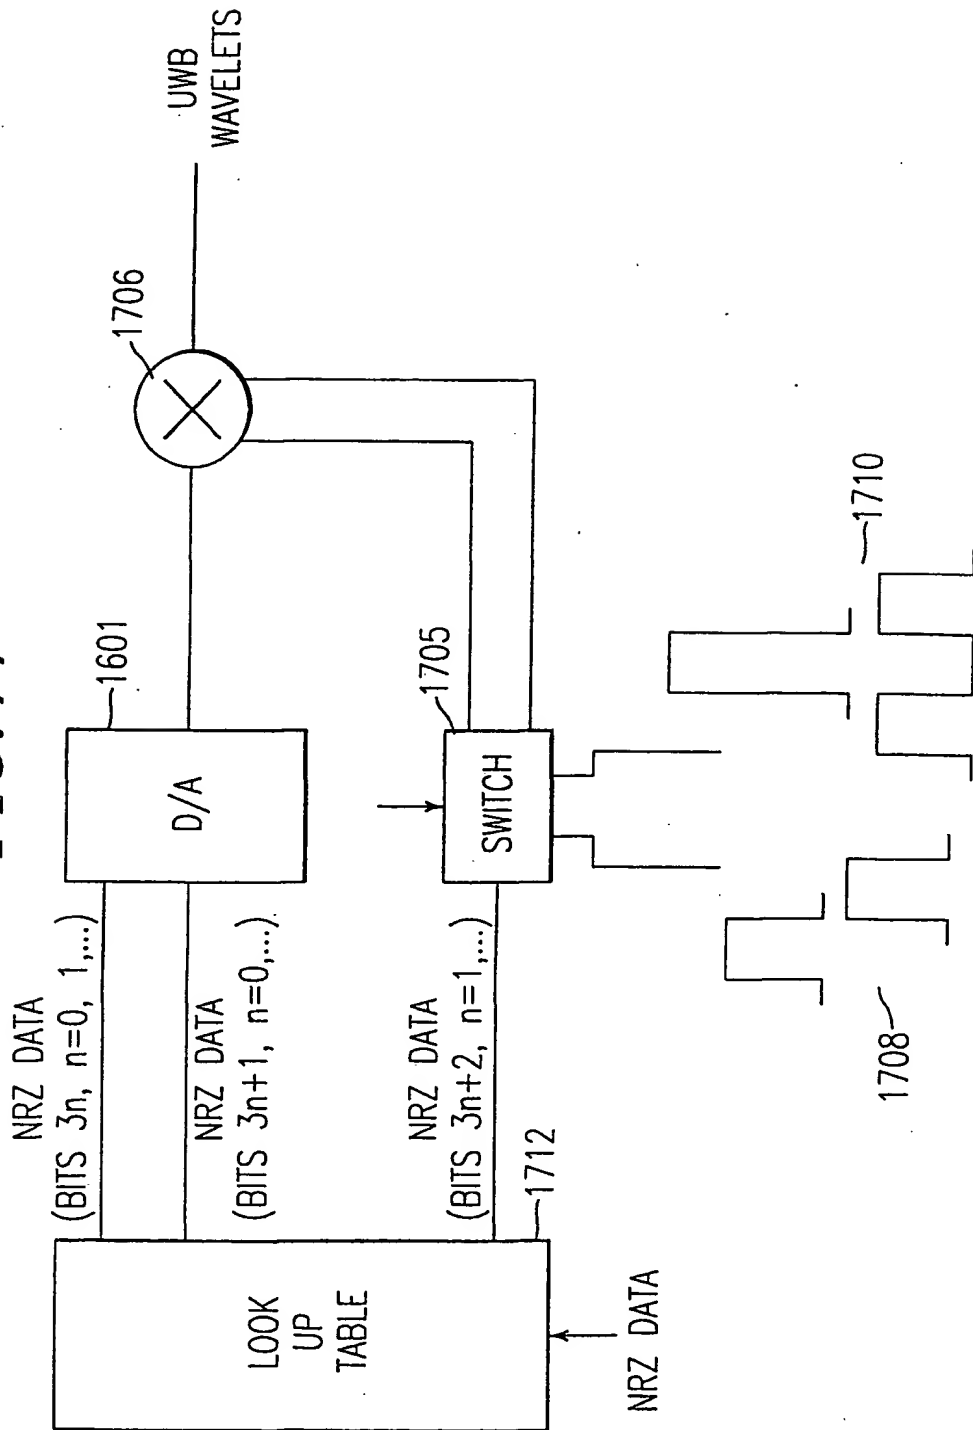 UWB
WAVELETS
1706
1601
D/A
1705
SWITCH
1710
1708
NRZ DATA
(BITS 3n, n=0, 1,...)
NRZ DATA
(BITS 3n+1, n=0,...)
NRZ DATA
(BITS 3n+2, n=1,...)
1712
LOOK
UP
TABLE
NRZ DATA